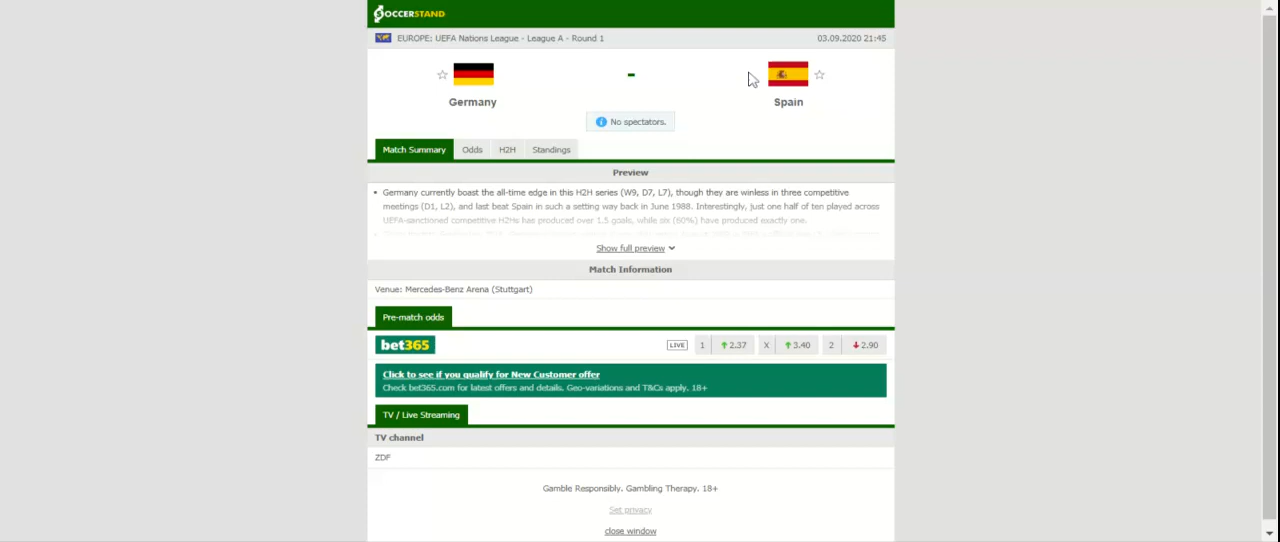 SOCCERSTAND
EUROPE: UEFA Nations League - League A - Round 1 03.09.2020 21:45
-
Germany Spain
No spectators.
Match Summary Odds H2H Standings
Preview
Germany currently boast the all-time edge in this H2H series (W9, D7, L7), though they are winless in three competitive
meetings (D1, L2), and last beat Spain in such a setting way back in June 1988. Interestingly, just one half of ten played across
UEFA-sanctioned competitive H2Hs has produced over 1.5 goals, while six (60%) have produced exactly one.
Show full preview
Match Information
Venue: Mercedes-Benz Arena (Stuttgart)
Pre-match odds
bet365 LIVE 1 2.37 X 3.40 2 2.90
Click to see if you qualify for New Customer offer
Check bet365.com for latest offers and details. Geo-variations and T&Cs apply. 18+
TV / Live Streaming
TV channel
ZDF
Gamble Responsibly. Gambling Therapy. 18+
Set privacy
close window